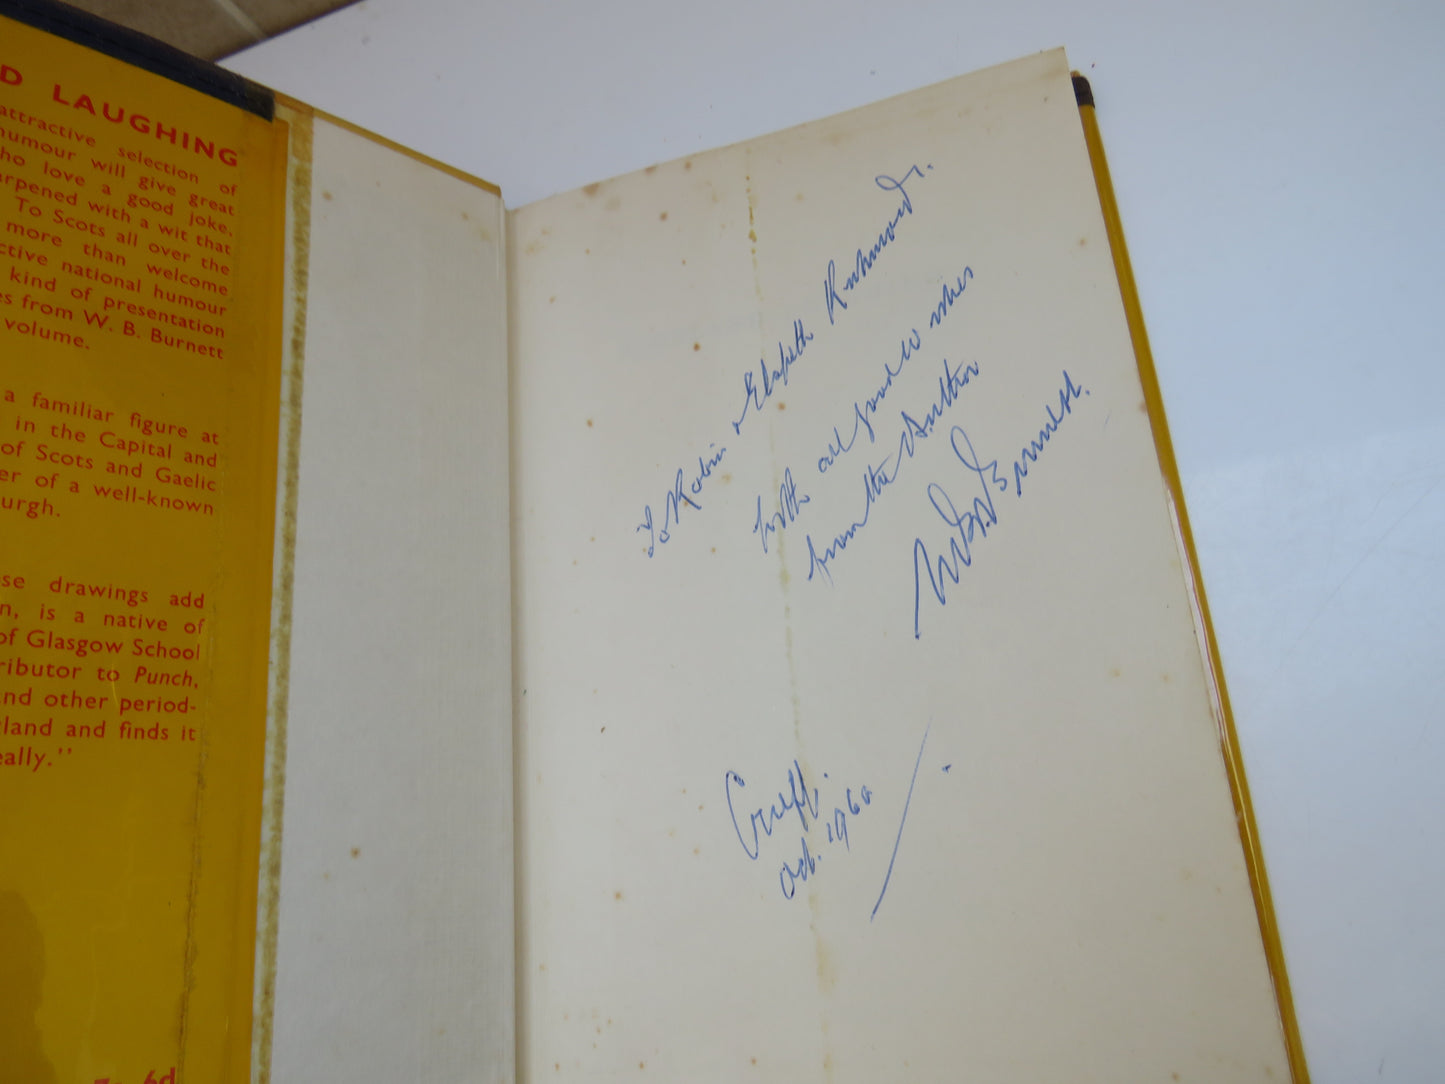 D LAUGHING
attractive selection of
humour will give great
ho love a good joke,
arpened with a wit that
To Scots all over the
more than welcome
ctive national humour
kind of presentation
es from W. B. Burnett
volume.
a familiar figure at
in the Capital and
of Scots and Gaelic
er of a well-known
urgh.
se drawings add
n, is a native of
of Glasgow School
ributor to Punch,
nd other period-
land and finds it
eally."
6d
To Robin & Elspeth
with all good wishes
from the Author
W. B. Burnett.
Crieff.
Oct. 1960